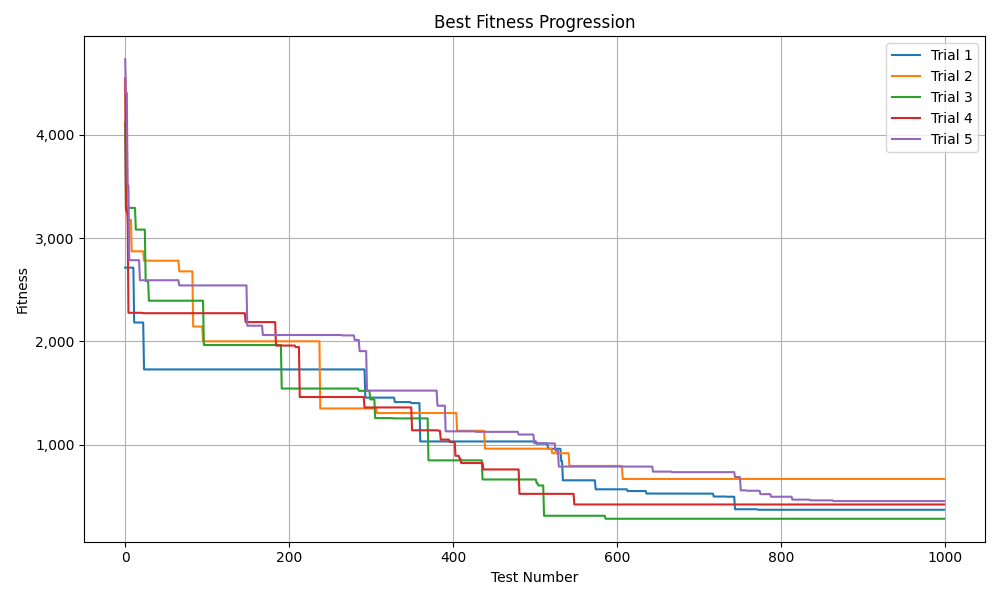 Best Fitness Progression
Trial 1
Trial 2
Trial 3
Trial 4
Trial 5
4,000
3,000
2,000
1,000
Fitness
0 200 400 600 800 1000
Test Number